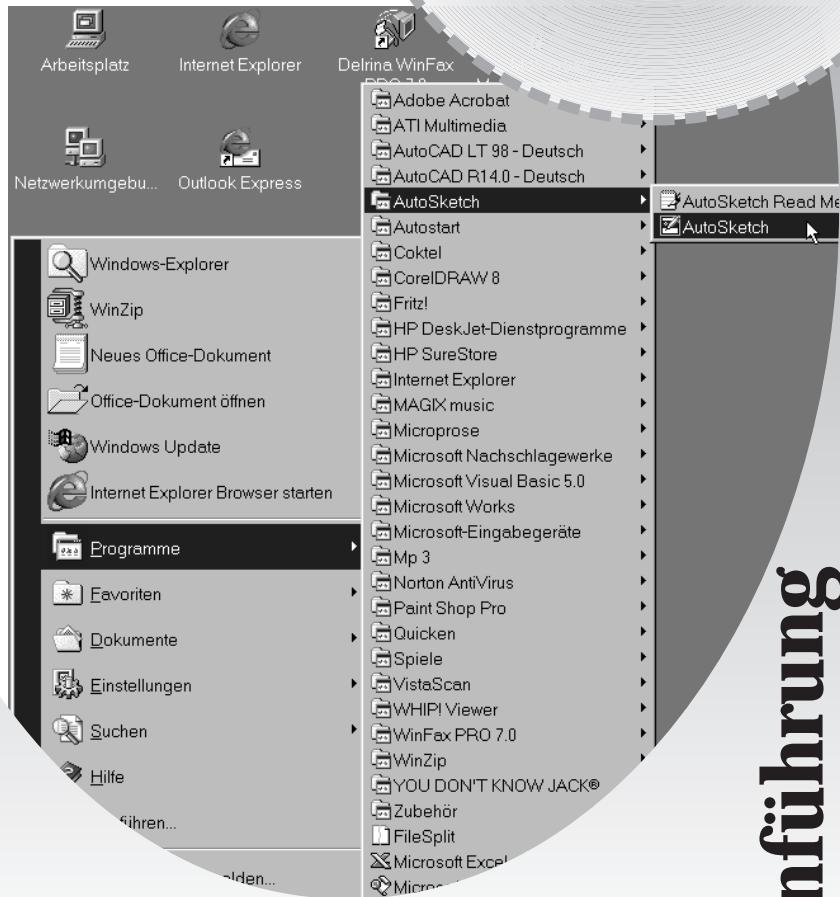 Arbeitsplatz
Internet Explorer
Delrina WinFax
PRO 7.0
Netzwerkumgebu...
Outlook Express
Windows-Explorer
WinZip
Neues Office-Dokument
Office-Dokument öffnen
Windows Update
Internet Explorer Browser starten
Programme
Favoriten
Dokumente
Einstellungen
Suchen
Hilfe
führen...
elden...
Adobe Acrobat
ATI Multimedia
AutoCAD LT 98 - Deutsch
AutoCAD R14.0 - Deutsch
AutoSketch
Autostart
Coktel
CorelDRAW 8
Fritz!
HP DeskJet-Dienstprogramme
HP SureStore
Internet Explorer
MAGIX music
Microprose
Microsoft Nachschlagewerke
Microsoft Visual Basic 5.0
Microsoft Works
Microsoft-Eingabegeräte
Mp 3
Norton AntiVirus
Paint Shop Pro
Quicken
Spiele
VistaScan
WHIP! Viewer
WinFax PRO 7.0
WinZip
YOU DON'T KNOW JACK®
Zubehör
FileSplit
Microsoft Excel
AutoSketch Read Me
AutoSketch
nführung